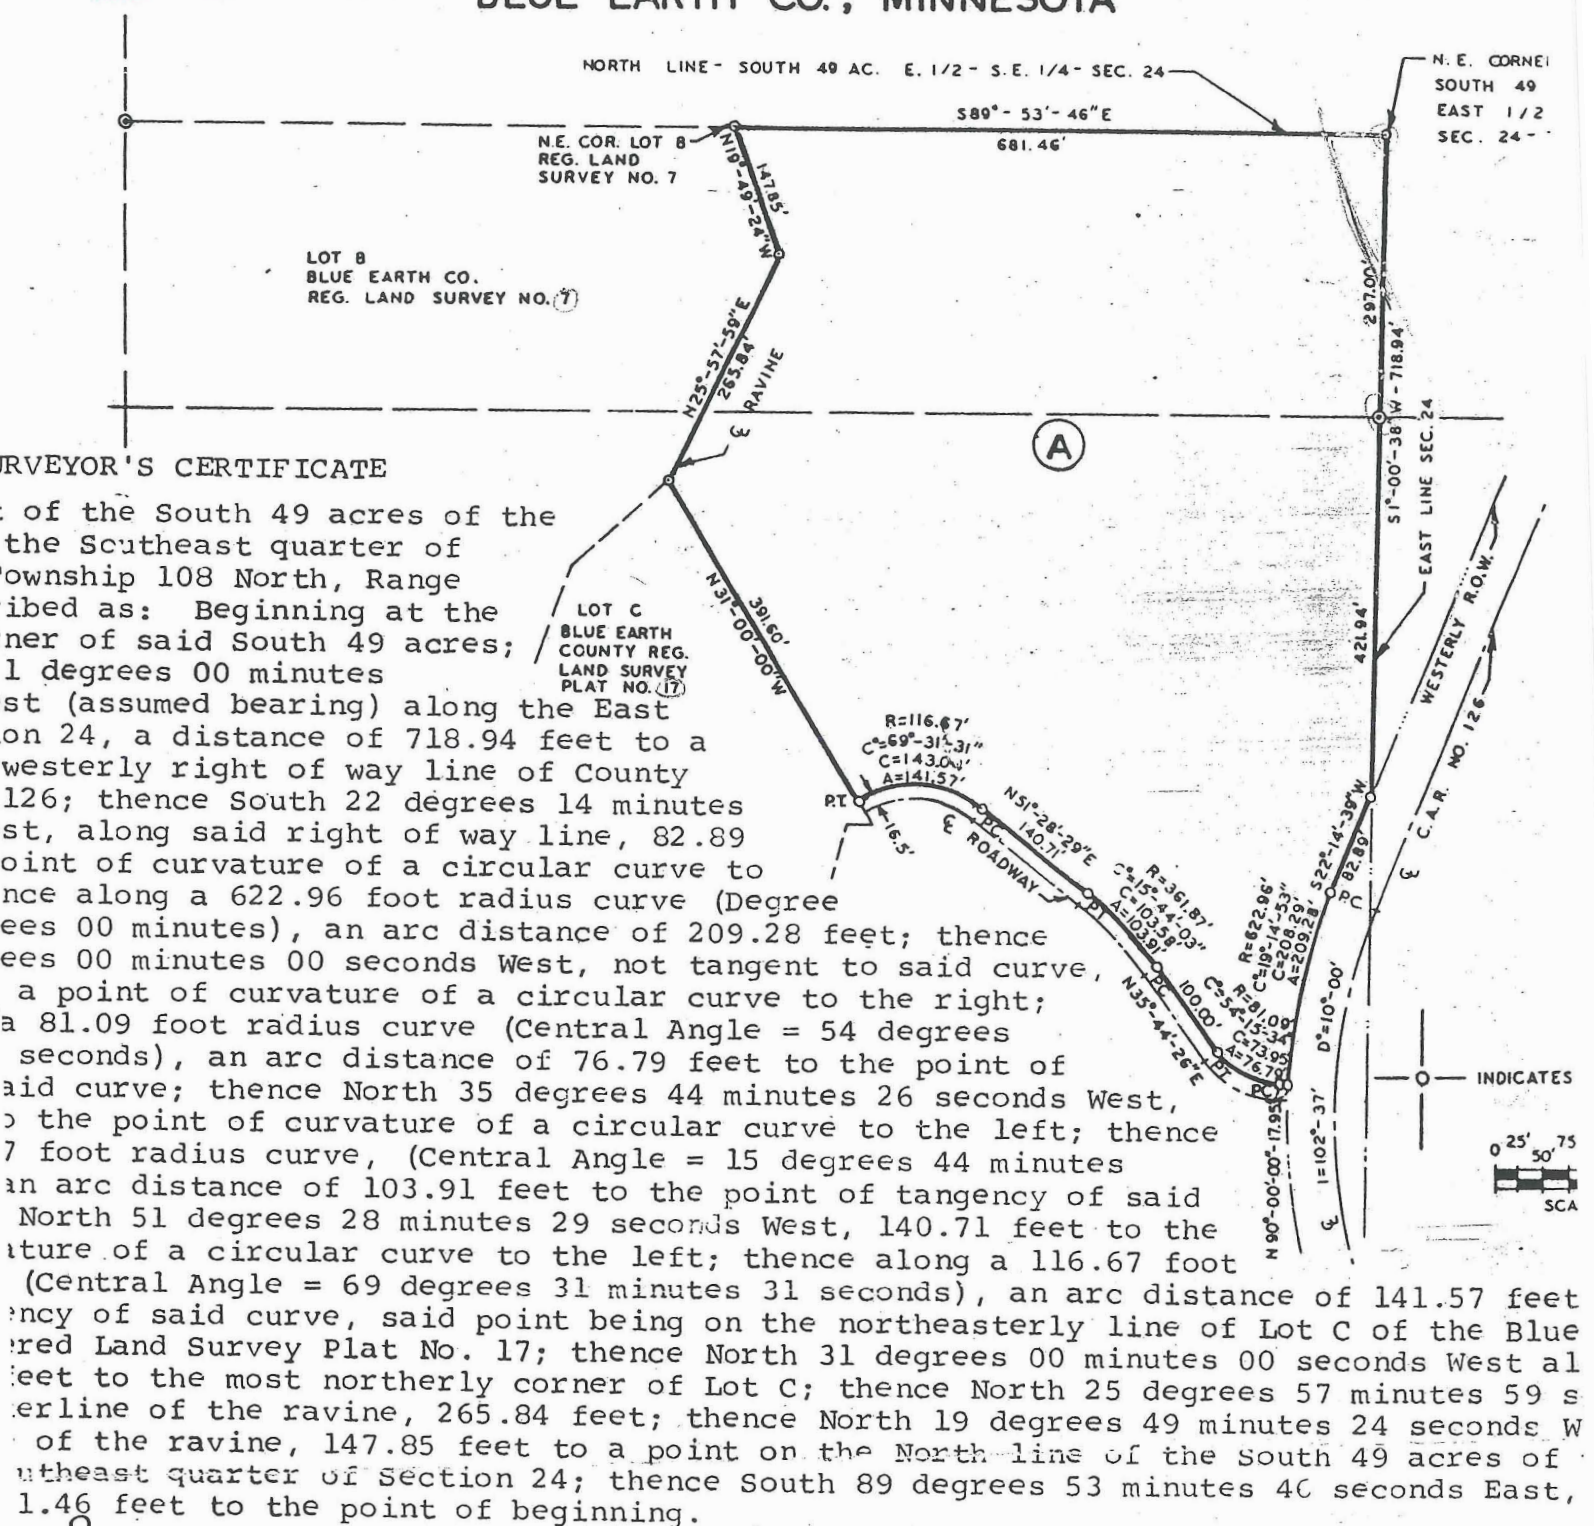 BLUE EARTH CO., MINNESOTA
NORTH LINE- SOUTH 49 AC. E. 1/2 - S.E. 1/4 - SEC. 24
N.E. CORNE
SOUTH 49
EAST 1/2
SEC. 24 -
S89°- 53'- 46"E
681.46'
N.E. COR. LOT B
REG. LAND
SURVEY NO. 7
N19°-49'-24"W
147.85'
LOT B
BLUE EARTH CO.
REG. LAND SURVEY NO. 7
N25°-57'-59"E
265.84'
℄ RAVINE
297.00'
S1°-00'-38"W - 718.94'
EAST LINE SEC. 24
421.94'
A
WESTERLY R.O.W.
℄ C.A.R. NO. 126
N31°-00'-00"W
391.60'
LOT C
BLUE EARTH
COUNTY REG.
LAND SURVEY
PLAT NO. 17
R=116.67'
C°=69°-31'-31"
C=143.0
A=141.57'
P.T.
16.5'
℄ ROADWAY
PC
N51°-28'-29"E
140.71'
PT
R=361.87'
C°=15°-44'-03"
C=103.58'
A=103.91'
PC
100.00'
N35°-44'-26"E
PT
R=81.09'
C°=54°-15'-34"
C=73.95'
A=76.79'
PC
R=622.96'
C°=19°-14'-53"
C=208.29'
A=209.28'
S22°-14'-39"W
82.89'
P.C
D°=10°-00'
I=102°-37'
℄
N 90°-00'-00"-17.95'
INDICATES
0 25' 50' 75
SCA
URVEYOR'S CERTIFICATE
of the South 49 acres of the
the Southeast quarter of
ownship 108 North, Range
ibed as: Beginning at the
ner of said South 49 acres;
1 degrees 00 minutes
st (assumed bearing) along the East
on 24, a distance of 718.94 feet to a
westerly right of way line of County
126; thence South 22 degrees 14 minutes
st, along said right of way line, 82.89
oint of curvature of a circular curve to
nce along a 622.96 foot radius curve (Degree
ees 00 minutes), an arc distance of 209.28 feet; thence
ees 00 minutes 00 seconds West, not tangent to said curve,
a point of curvature of a circular curve to the right;
a 81.09 foot radius curve (Central Angle = 54 degrees
seconds), an arc distance of 76.79 feet to the point of
aid curve; thence North 35 degrees 44 minutes 26 seconds West,
o the point of curvature of a circular curve to the left; thence
7 foot radius curve, (Central Angle = 15 degrees 44 minutes
an arc distance of 103.91 feet to the point of tangency of said
North 51 degrees 28 minutes 29 seconds West, 140.71 feet to the
ature of a circular curve to the left; thence along a 116.67 foot
(Central Angle = 69 degrees 31 minutes 31 seconds), an arc distance of 141.57 feet
ency of said curve, said point being on the northeasterly line of Lot C of the Blue
ered Land Survey Plat No. 17; thence North 31 degrees 00 minutes 00 seconds West al
eet to the most northerly corner of Lot C; thence North 25 degrees 57 minutes 59 s
erline of the ravine, 265.84 feet; thence North 19 degrees 49 minutes 24 seconds W
of the ravine, 147.85 feet to a point on the North line of the South 49 acres of
utheast quarter of Section 24; thence South 89 degrees 53 minutes 46 seconds East,
1.46 feet to the point of beginning.